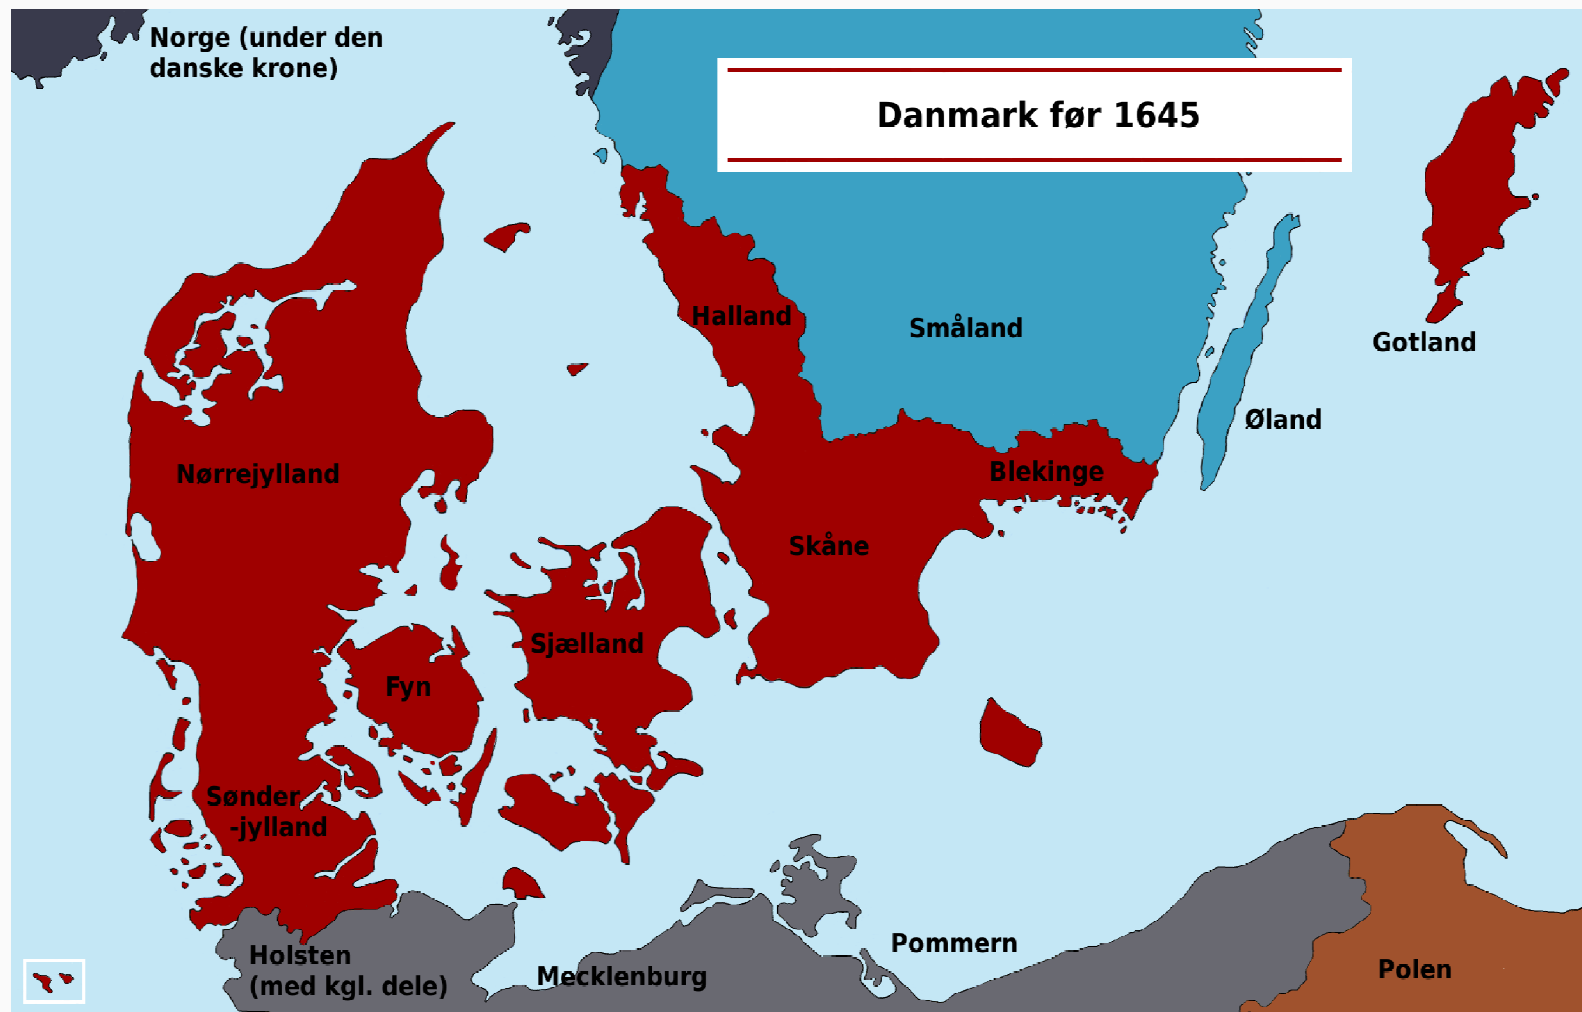 Norge (under den
danske krone)
Danmark før 1645
Halland
Småland
Gotland
Øland
Nørrejylland
Blekinge
Skåne
Sjælland
Fyn
Sønder
-jylland
Holsten
(med kgl. dele)
Mecklenburg
Pommern
Polen